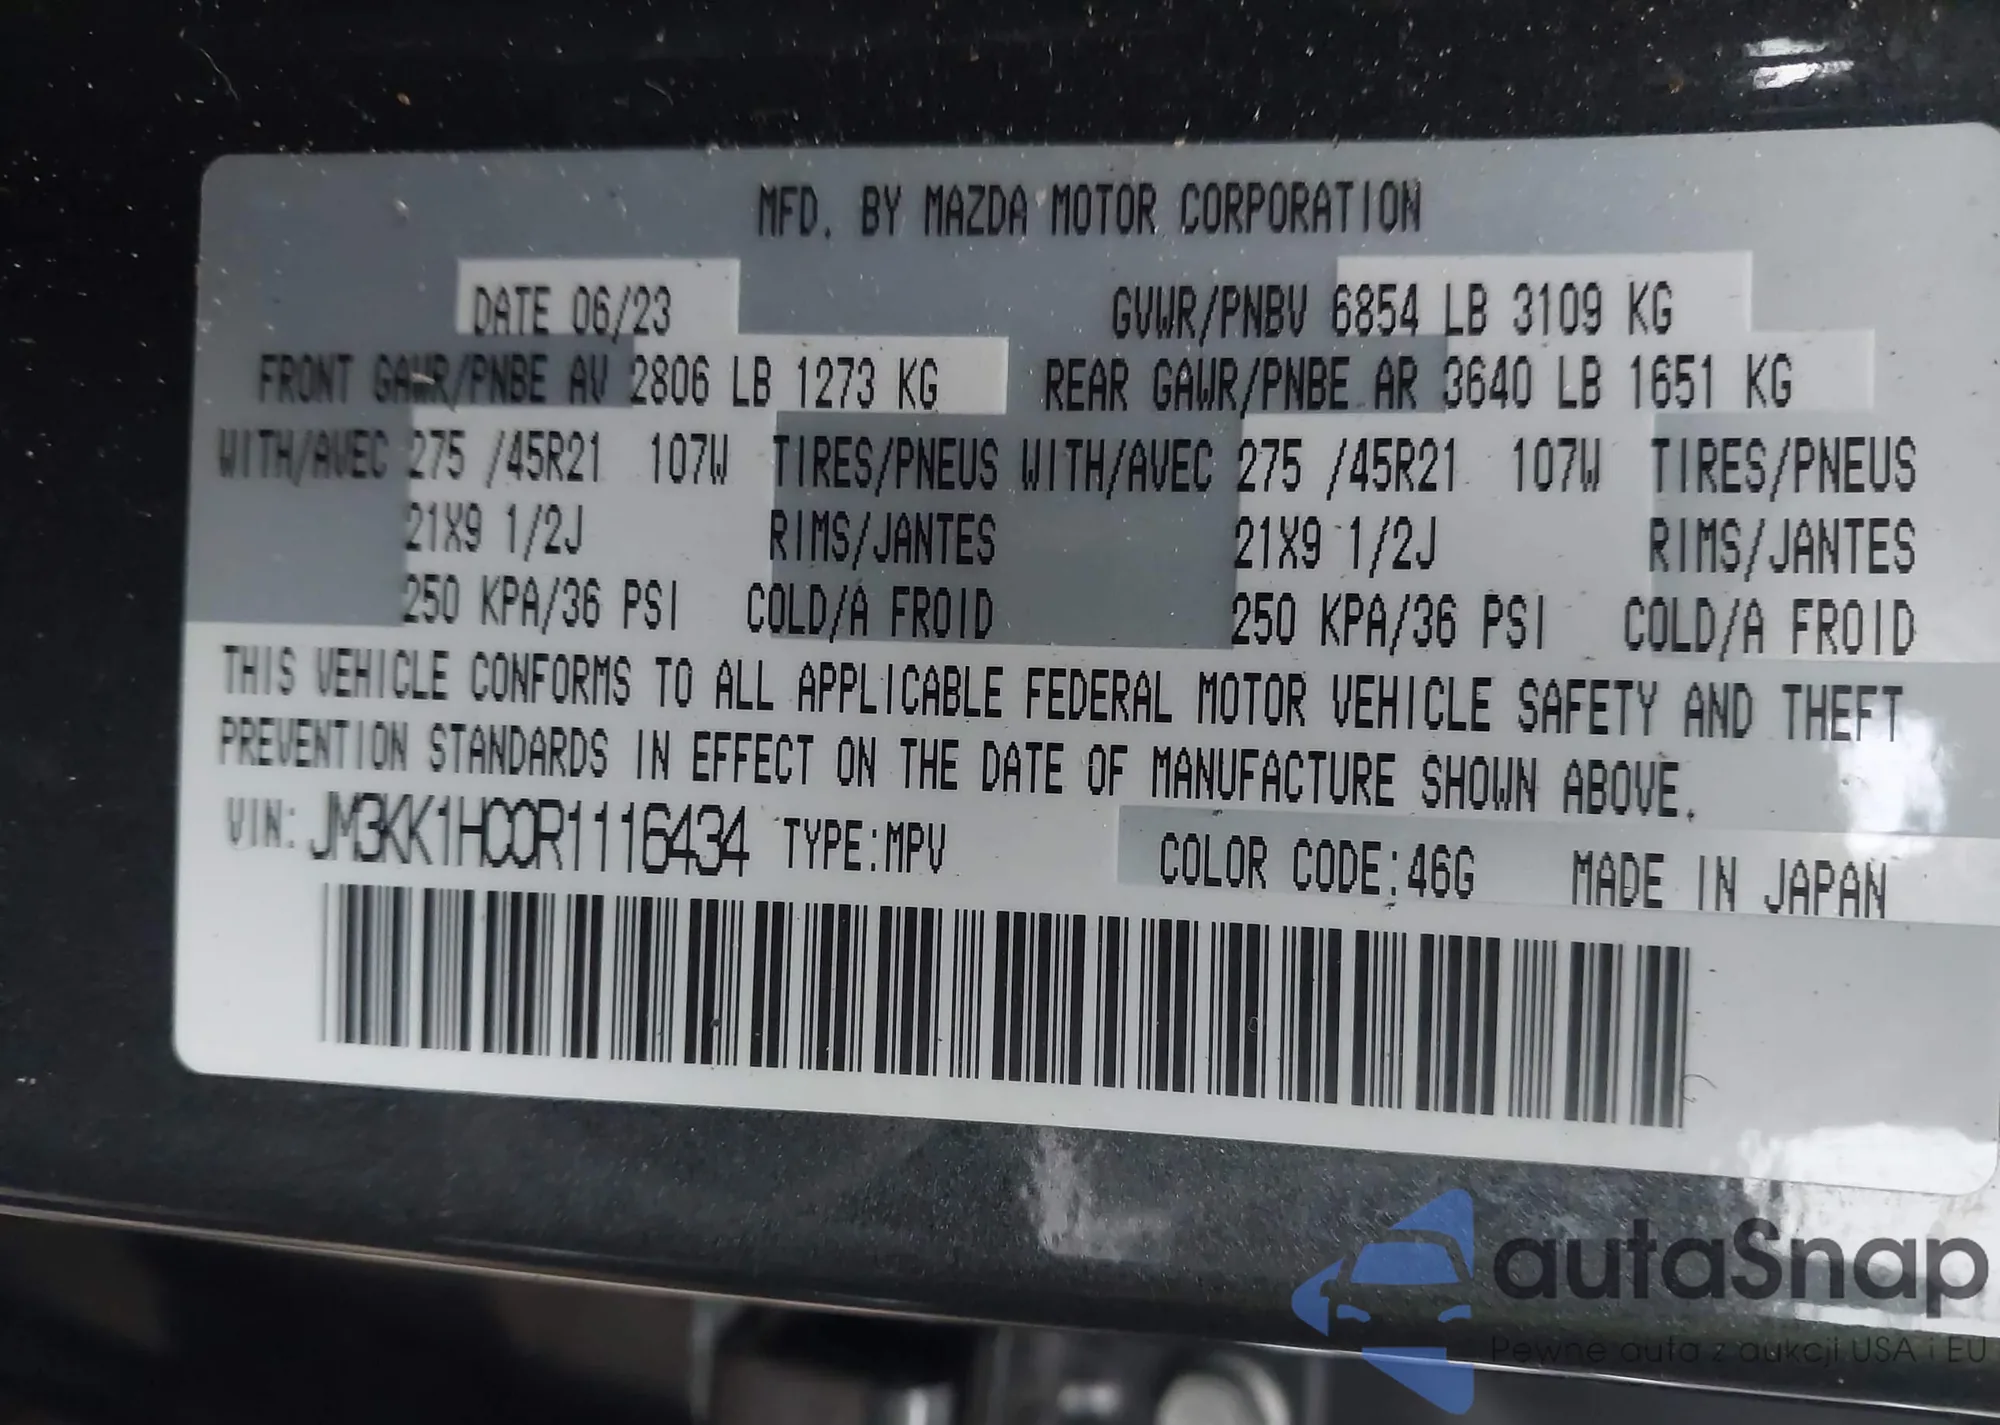 MFD. BY MAZDA MOTOR CORPORATION
DATE 06/23 GVWR/PNBV 6854 LB 3109 KG
FRONT GAWR/PNBE AV 2806 LB 1273 KG REAR GAWR/PNBE AR 3640 LB 1651 KG
WITH/AVEC 275 /45R21 107W TIRES/PNEUS WITH/AVEC 275 /45R21 107W TIRES/PNEUS
21X9 1/2J RIMS/JANTES 21X9 1/2J RIMS/JANTES
250 KPA/36 PSI COLD/A FROID 250 KPA/36 PSI COLD/A FROID
THIS VEHICLE CONFORMS TO ALL APPLICABLE FEDERAL MOTOR VEHICLE SAFETY AND THEFT
PREVENTION STANDARDS IN EFFECT ON THE DATE OF MANUFACTURE SHOWN ABOVE.
VIN: JM3KK1HC0R1116434 TYPE:MPV COLOR CODE:46G MADE IN JAPAN
autaSnap
Pewne auta z aukcji USA i EU